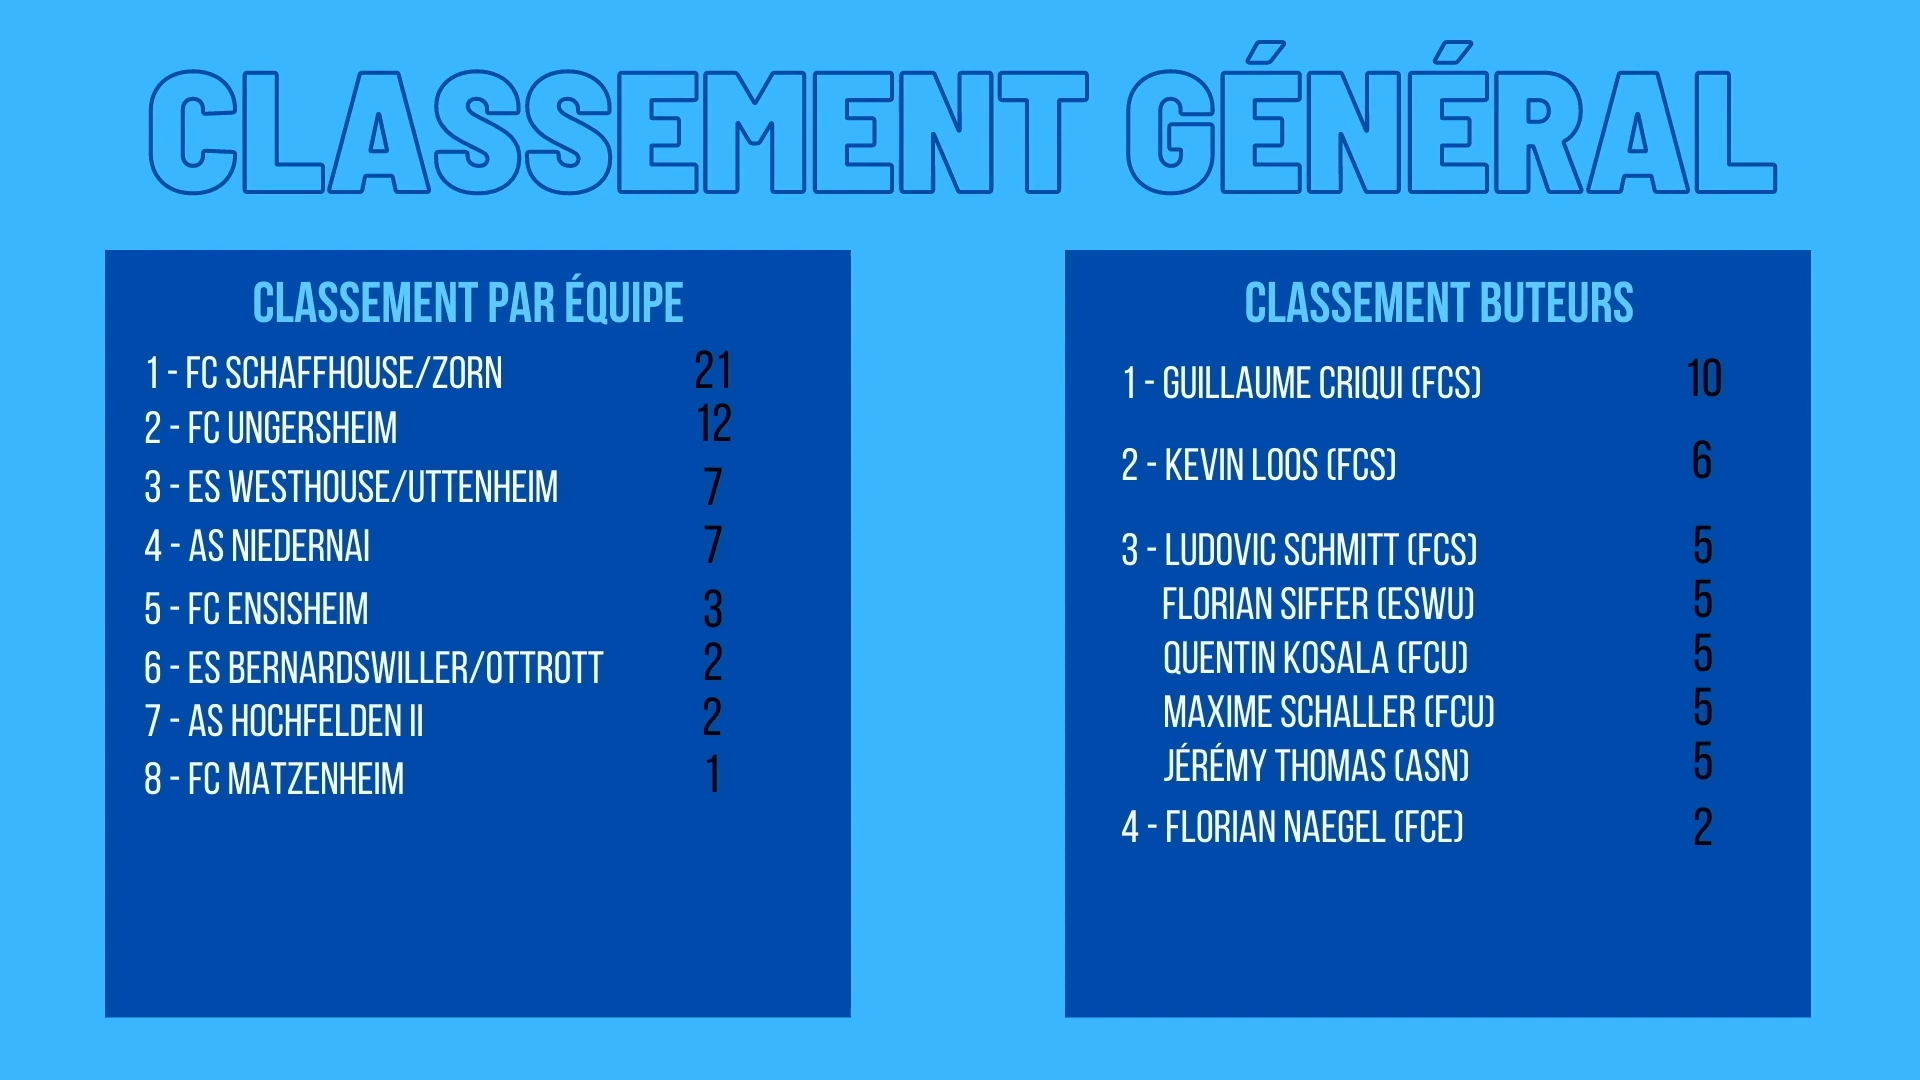 CLASSEMENT GÉNÉRAL
CLASSEMENT PAR ÉQUIPE
1 - FC SCHAFFHOUSE/ZORN 21
2 - FC UNGERSHEIM 12
3 - ES WESTHOUSE/UTTENHEIM 7
4 - AS NIEDERNAI 7
5 - FC ENSISHEIM 3
6 - ES BERNARDSWILLER/OTTROTT 2
7 - AS HOCHFELDEN II 2
8 - FC MATZENHEIM 1
CLASSEMENT BUTEURS
1 - GUILLAUME CRIQUI (FCS) 10
2 - KEVIN LOOS (FCS) 6
3 - LUDOVIC SCHMITT (FCS) 5
FLORIAN SIFFER (ESWU) 5
QUENTIN KOSALA (FCU) 5
MAXIME SCHALLER (FCU) 5
JÉRÉMY THOMAS (ASN) 5
4 - FLORIAN NAEGEL (FCE) 2